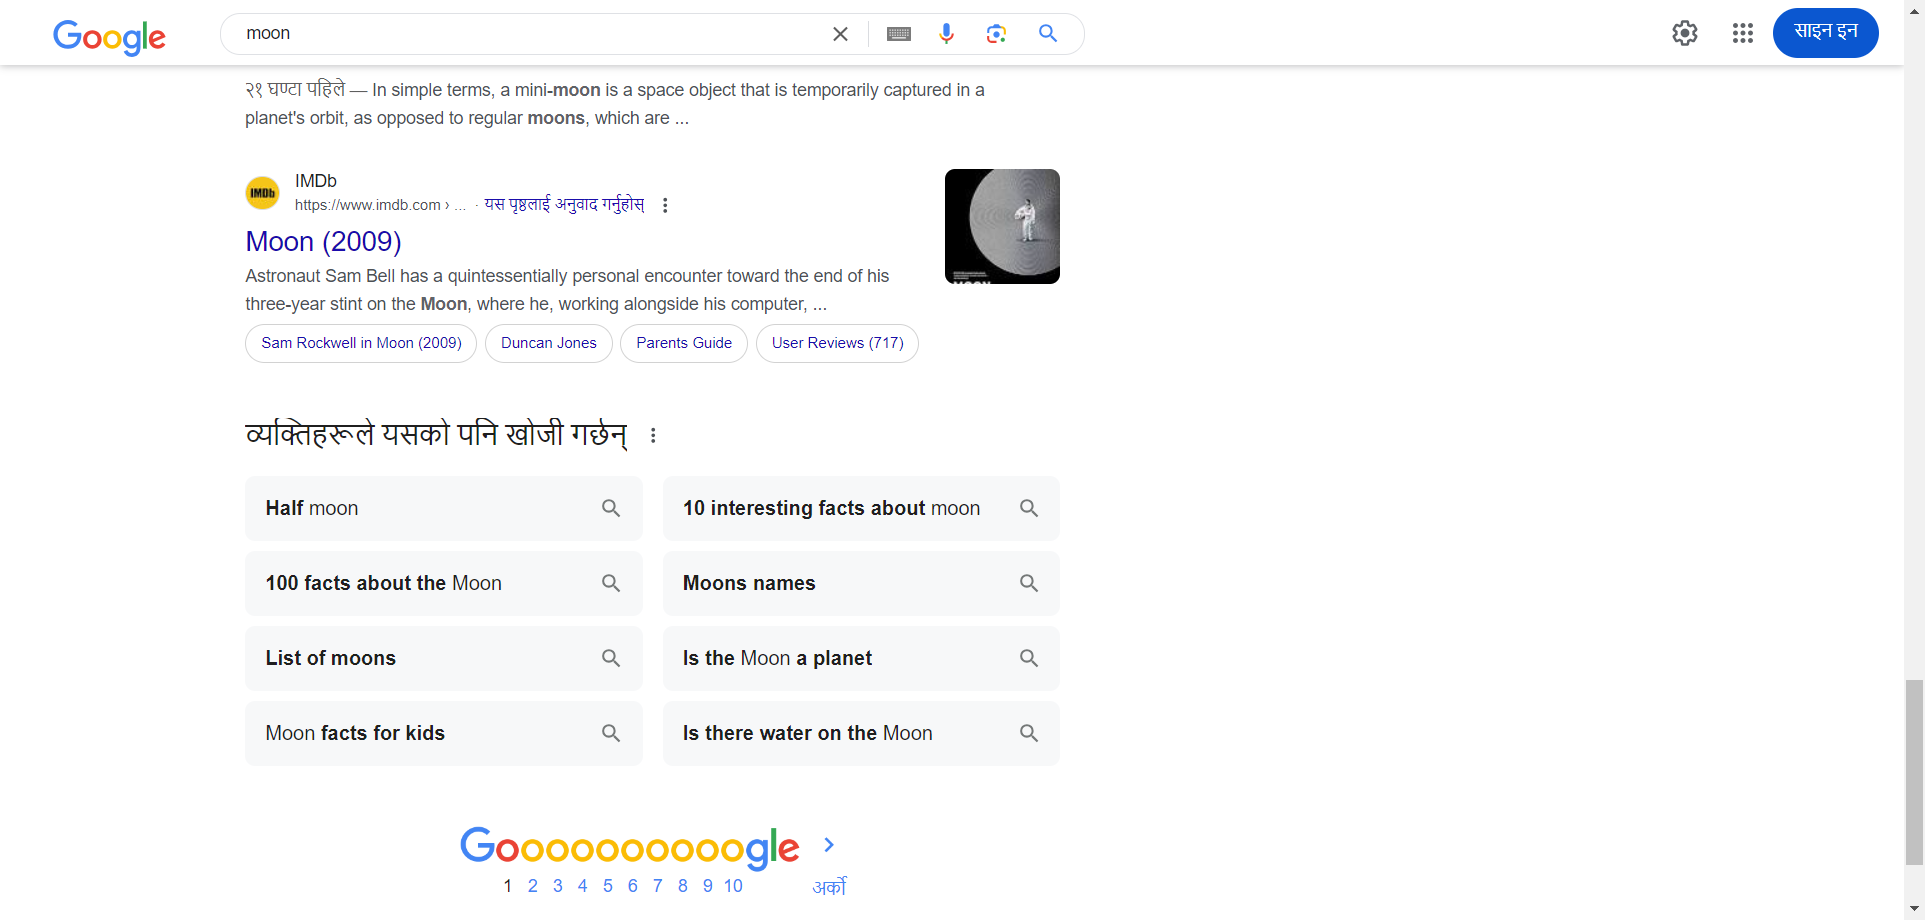 Google
moon
साइन इन
२१ घण्टा पहिले — In simple terms, a mini-moon is a space object that is temporarily captured in a
planet's orbit, as opposed to regular moons, which are ...
IMDb
IMDb
https://www.imdb.com › ... · यस पृष्ठलाई अनुवाद गर्नुहोस्
Moon (2009)
Astronaut Sam Bell has a quintessentially personal encounter toward the end of his
three-year stint on the Moon, where he, working alongside his computer, ...
MOON
Sam Rockwell in Moon (2009)
Duncan Jones
Parents Guide
User Reviews (717)
व्यक्तिहरूले यसको पनि खोजी गर्छन्
Half moon
10 interesting facts about moon
100 facts about the Moon
Moons names
List of moons
Is the Moon a planet
Moon facts for kids
Is there water on the Moon
Goooooooooogle
1 2 3 4 5 6 7 8 9 10 अर्को